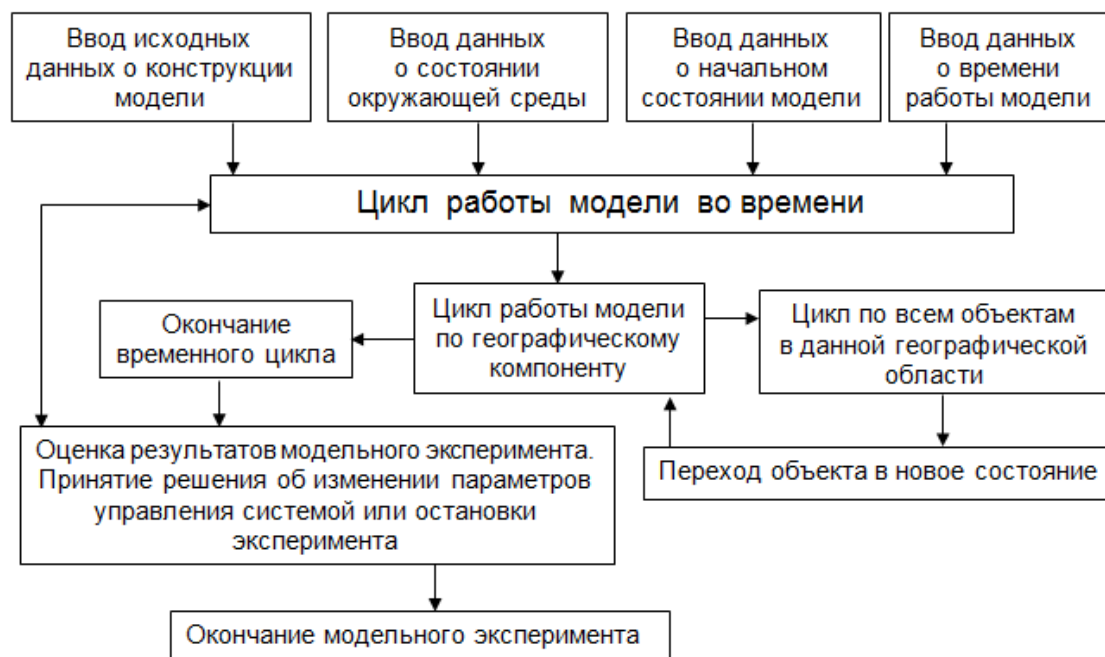 Ввод исходных
данных о конструкции
модели
Ввод данных
о состоянии
окружающей среды
Ввод данных
о начальном
состоянии модели
Ввод данных
о времени
работы модели
Цикл работы модели во времени
Окончание
временного цикла
Цикл работы модели
по географическому
компоненту
Цикл по всем объектам
в данной географической
области
Оценка результатов модельного эксперимента.
Принятие решения об изменении параметров
управления системой или остановки
эксперимента
Переход объекта в новое состояние
Окончание модельного эксперимента